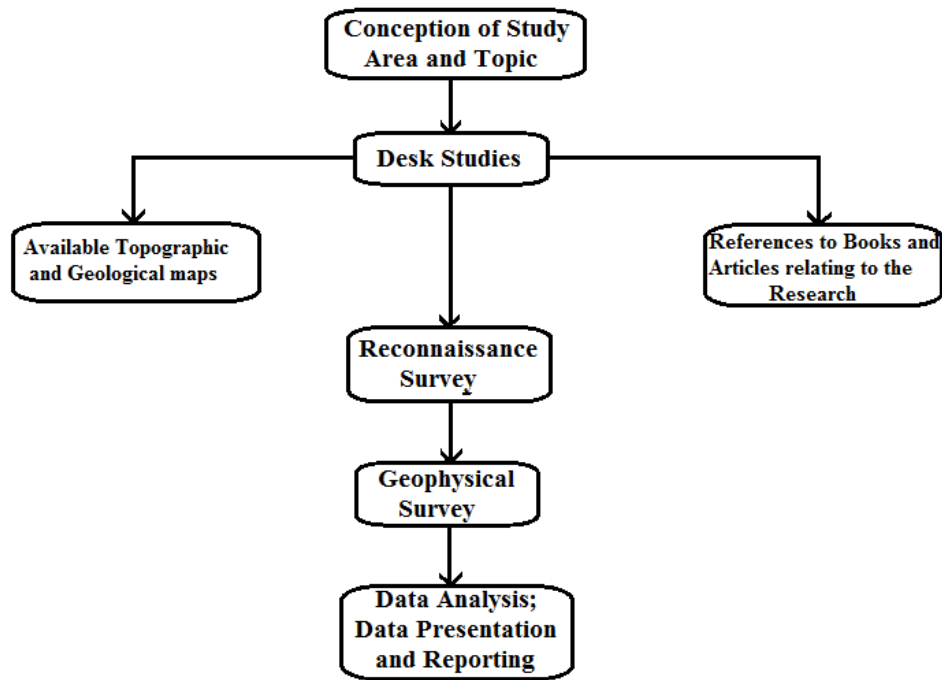 Conception of Study
Area and Topic
Desk Studies
Available Topographic
and Geological maps
References to Books and
Articles relating to the
Research
Reconnaissance
Survey
Geophysical
Survey
Data Analysis;
Data Presentation
and Reporting